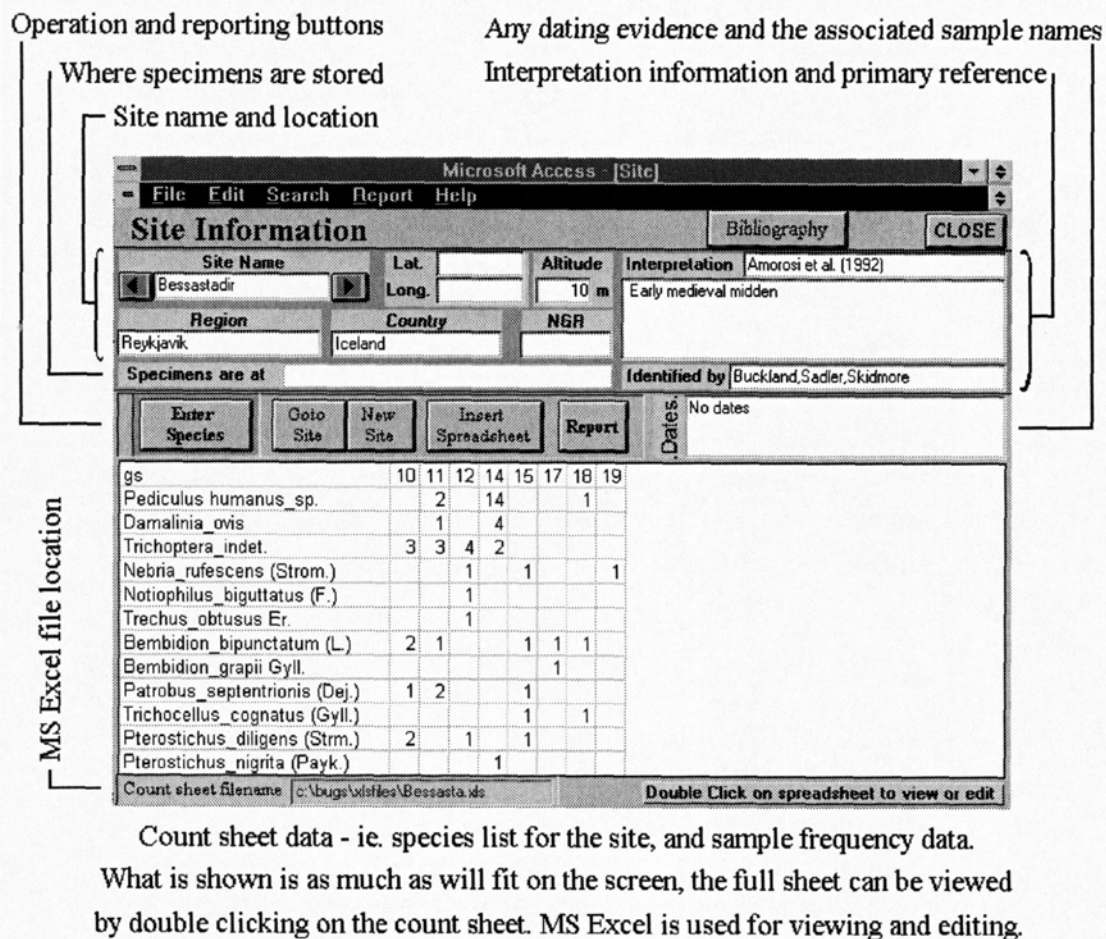 Operation and reporting buttons
Any dating evidence and the associated sample names
Where specimens are stored
Interpretation information and primary reference
Site name and location
Microsoft Access - [Site]
File Edit Search Report Help
Site Information Bibliography CLOSE
Site Name Lat. Altitude Interpretation Amorosi et al. (1992)
Bessastadir Long. 10 m Early medieval midden
Region Country NGR
Reykjavik Iceland
Specimens are at Identified by Buckland,Sadler,Skidmore
Enter Species Goto Site New Site Insert Spreadsheet Report .Dates. No dates
gs 10 11 12 14 15 17 18 19
Pediculus humanus_sp. 2 14 1
Damalinia_ovis 1 4
Trichoptera_indet. 3 3 4 2
Nebria_rufescens (Strom.) 1 1 1
Notiophilus_biguttatus (F.) 1
Trechus_obtusus Er. 1
Bembidion_bipunctatum (L.) 2 1 1 1 1
Bembidion_grapii Gyll. 1
Patrobus_septentrionis (Dej.) 1 2 1
Trichocellus_cognatus (Gyll.) 1 1
Pterostichus_diligens (Strm.) 2 1 1
Pterostichus_nigrita (Payk.) 1
Count sheet filename c:\bugs\xlsfiles\Bessasta.xls Double Click on spreadsheet to view or edit
MS Excel file location
Count sheet data - ie. species list for the site, and sample frequency data.
What is shown is as much as will fit on the screen, the full sheet can be viewed
by double clicking on the count sheet. MS Excel is used for viewing and editing.